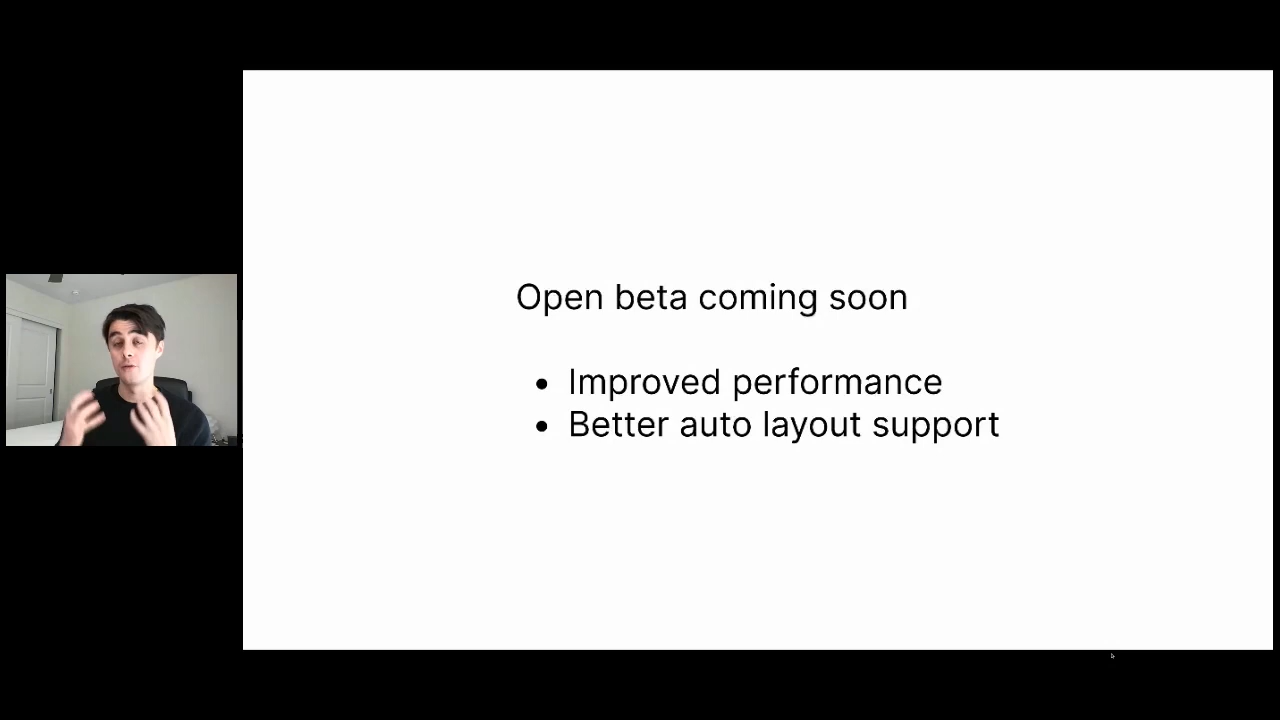 Open beta coming soon
• Improved performance
• Better auto layout support